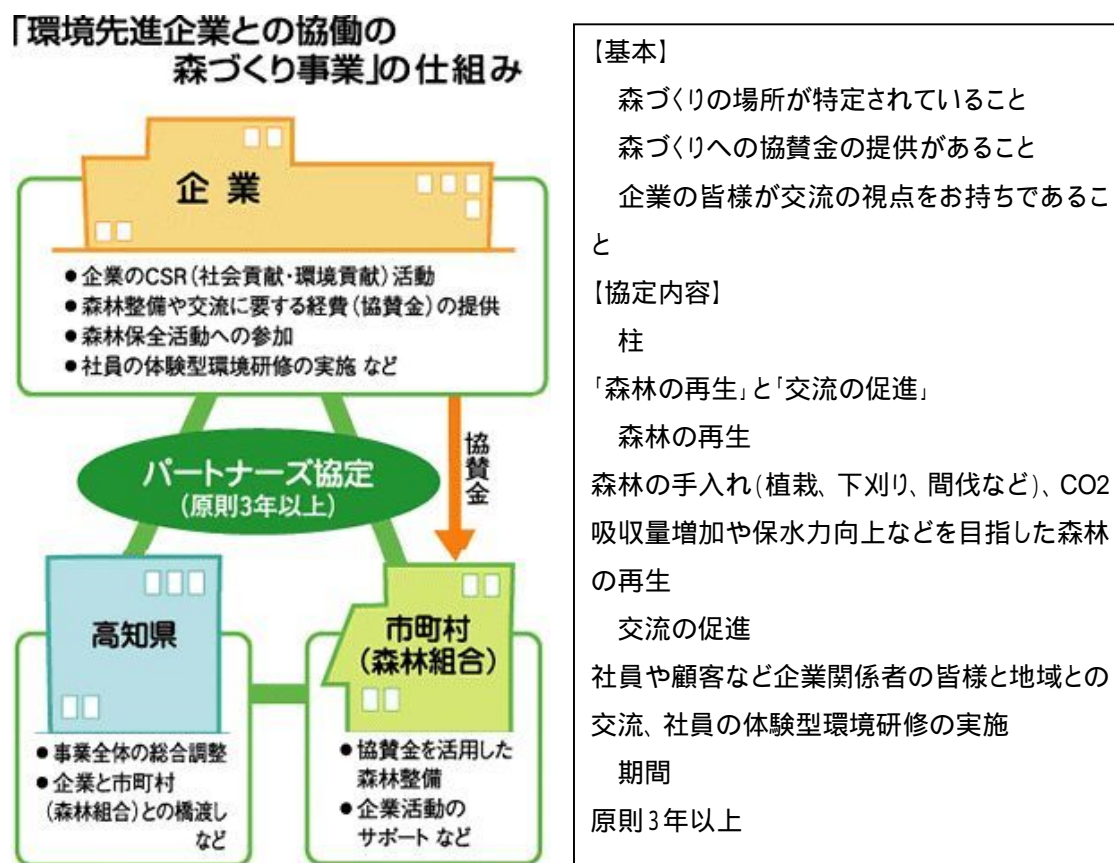 「環境先進企業との協働の
森づくり事業」の仕組み
企業
●企業のCSR(社会貢献・環境貢献)活動
●森林整備や交流に要する経費(協賛金)の提供
●森林保全活動への参加
●社員の体験型環境研修の実施 など
パートナーズ協定
(原則3年以上)
協賛金
高知県
●事業全体の総合調整
●企業と市町村
(森林組合)との橋渡し
など
市町村
(森林組合)
●協賛金を活用した
森林整備
●企業活動の
サポート など
【基本】
森づくりの場所が特定されていること
森づくりへの協賛金の提供があること
企業の皆様が交流の視点をお持ちであるこ
と
【協定内容】
柱
「森林の再生」と「交流の促進」
森林の再生
森林の手入れ(植栽、下刈り、間伐など)、CO2
吸収量増加や保水力向上などを目指した森林
の再生
交流の促進
社員や顧客など企業関係者の皆様と地域との
交流、社員の体験型環境研修の実施
期間
原則3年以上